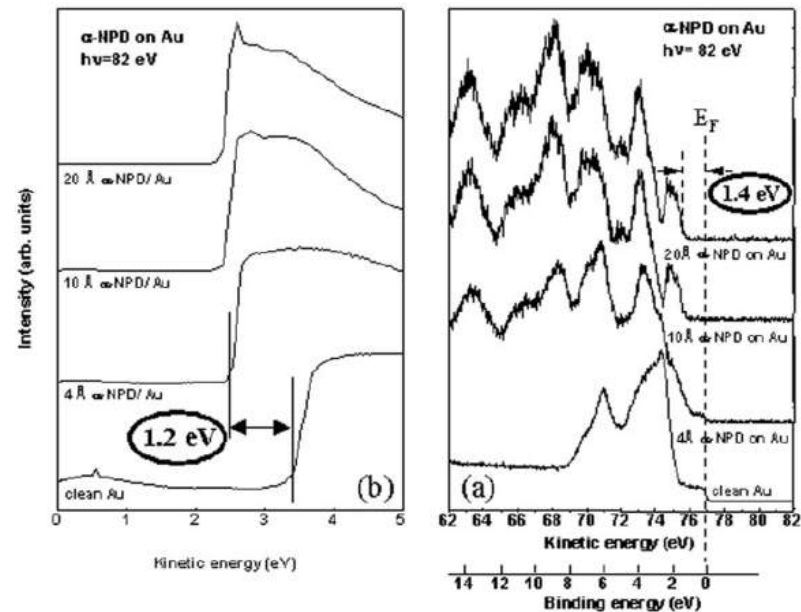 α-NPD on Au
hν=82 eV
20 Å α-NPD/ Au
10 Å α-NPD/ Au
4 Å α-NPD/ Au
1.2 eV
clean Au
(b)
Intensity (arb. units)
0 1 2 3 4 5
Kinetic energy (eV)
α-NPD on Au
hν= 82 eV
E_F
1.4 eV
20Å α-NPD on Au
10Å α-NPD on Au
4Å α-NPD on Au
(a)
clean Au
62 64 66 68 70 72 74 76 78 80 82
Kinetic energy (eV)
14 12 10 8 6 4 2 0
Binding energy (eV)